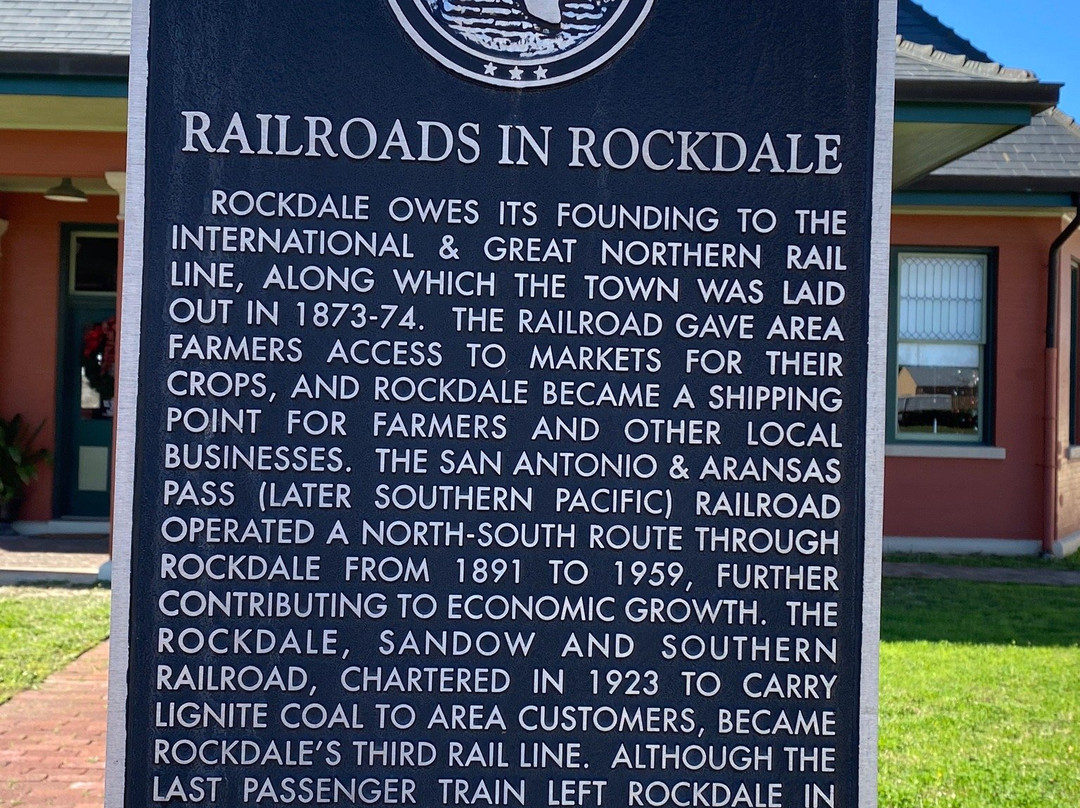 RAILROADS IN ROCKDALE
ROCKDALE OWES ITS FOUNDING TO THE
INTERNATIONAL & GREAT NORTHERN RAIL
LINE, ALONG WHICH THE TOWN WAS LAID
OUT IN 1873-74. THE RAILROAD GAVE AREA
FARMERS ACCESS TO MARKETS FOR THEIR
CROPS, AND ROCKDALE BECAME A SHIPPING
POINT FOR FARMERS AND OTHER LOCAL
BUSINESSES. THE SAN ANTONIO & ARANSAS
PASS (LATER SOUTHERN PACIFIC) RAILROAD
OPERATED A NORTH-SOUTH ROUTE THROUGH
ROCKDALE FROM 1891 TO 1959, FURTHER
CONTRIBUTING TO ECONOMIC GROWTH. THE
ROCKDALE, SANDOW AND SOUTHERN
RAILROAD, CHARTERED IN 1923 TO CARRY
LIGNITE COAL TO AREA CUSTOMERS, BECAME
ROCKDALE'S THIRD RAIL LINE. ALTHOUGH THE
LAST PASSENGER TRAIN LEFT ROCKDALE IN